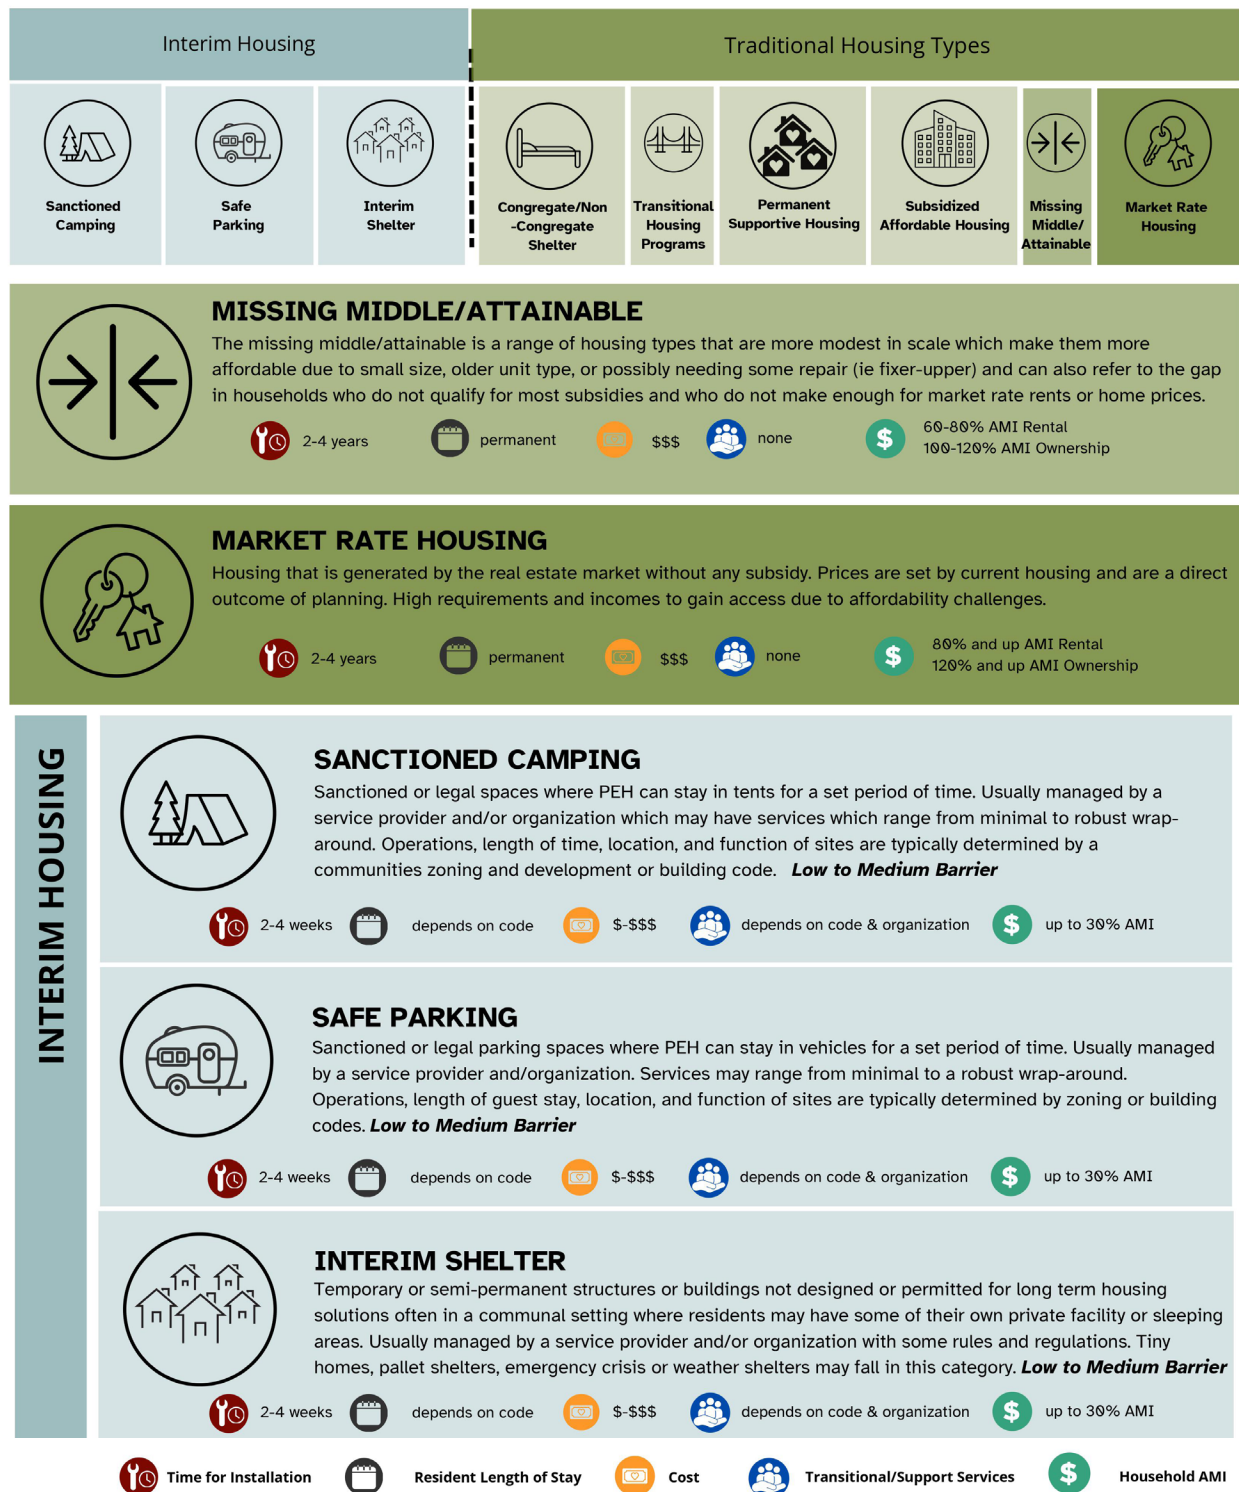 Interim Housing
Traditional Housing Types
Sanctioned
Camping
Safe
Parking
Interim
Shelter
Congregate/Non
-Congregate
Shelter
Transitional
Housing
Programs
Permanent
Supportive Housing
Subsidized
Affordable Housing
Missing
Middle/
Attainable
Market Rate
Housing
MISSING MIDDLE/ATTAINABLE
The missing middle/attainable is a range of housing types that are more modest in scale which make them more
affordable due to small size, older unit type, or possibly needing some repair (ie fixer-upper) and can also refer to the gap
in households who do not qualify for most subsidies and who do not make enough for market rate rents or home prices.
2-4 years
permanent
$$$
none
$
60-80% AMI Rental
100-120% AMI Ownership
MARKET RATE HOUSING
Housing that is generated by the real estate market without any subsidy. Prices are set by current housing and are a direct
outcome of planning. High requirements and incomes to gain access due to affordability challenges.
2-4 years
permanent
$$$
none
$
80% and up AMI Rental
120% and up AMI Ownership
INTERIM HOUSING
SANCTIONED CAMPING
Sanctioned or legal spaces where PEH can stay in tents for a set period of time. Usually managed by a
service provider and/or organization which may have services which range from minimal to robust wrap-
around. Operations, length of time, location, and function of sites are typically determined by a
communities zoning and development or building code. Low to Medium Barrier
2-4 weeks
depends on code
$-$$$
depends on code & organization
$
up to 30% AMI
SAFE PARKING
Sanctioned or legal parking spaces where PEH can stay in vehicles for a set period of time. Usually managed
by a service provider and/organization. Services may range from minimal to a robust wrap-around.
Operations, length of guest stay, location, and function of sites are typically determined by zoning or building
codes. Low to Medium Barrier
2-4 weeks
depends on code
$-$$$
depends on code & organization
$
up to 30% AMI
INTERIM SHELTER
Temporary or semi-permanent structures or buildings not designed or permitted for long term housing
solutions often in a communal setting where residents may have some of their own private facility or sleeping
areas. Usually managed by a service provider and/or organization with some rules and regulations. Tiny
homes, pallet shelters, emergency crisis or weather shelters may fall in this category. Low to Medium Barrier
2-4 weeks
depends on code
$-$$$
depends on code & organization
$
up to 30% AMI
Time for Installation
Resident Length of Stay
Cost
Transitional/Support Services
$
Household AMI